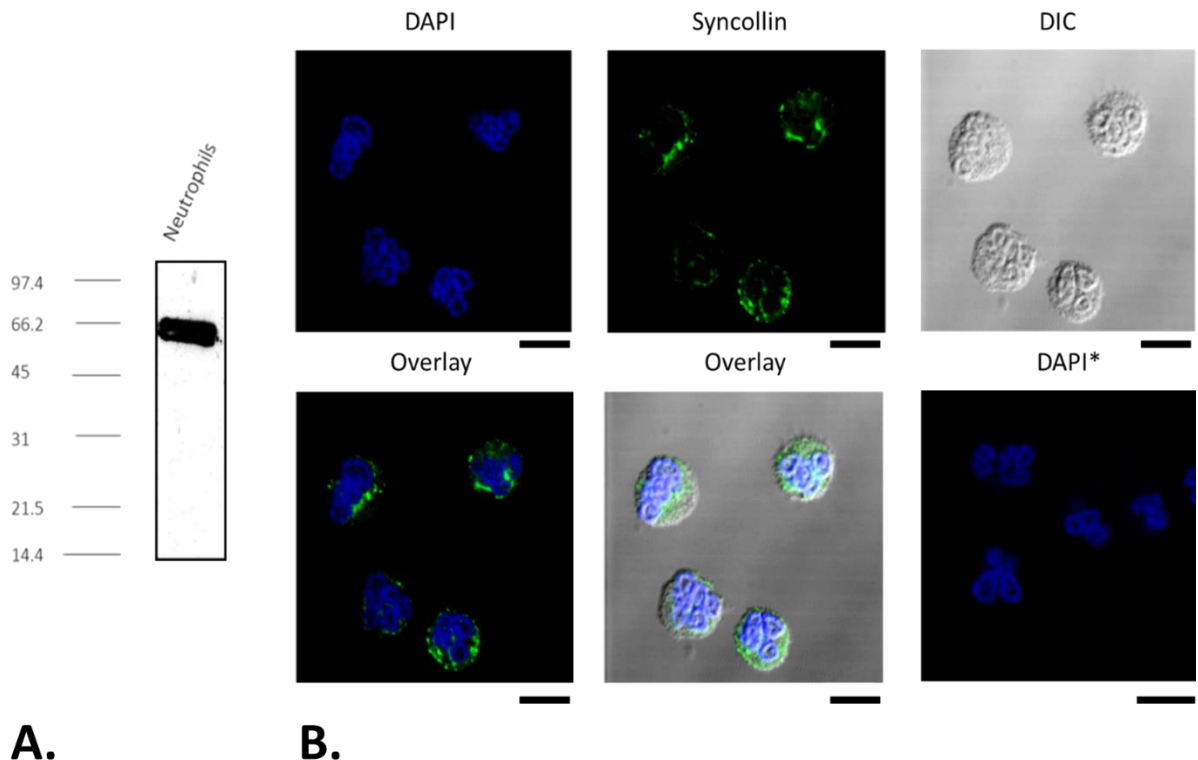 Neutrophils
97.4
66.2
45
31
21.5
14.4
A.
DAPI
Syncollin
DIC
Overlay
Overlay
DAPI*
B.